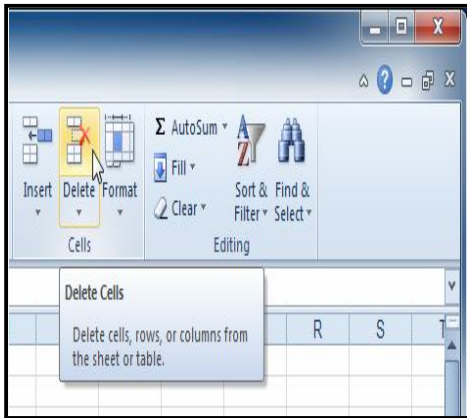 Σ AutoSum
Fill
Clear
Insert Delete Format
Sort & Filter
Find & Select
Cells
Editing
Delete Cells
Delete cells, rows, or columns from
the sheet or table.
R S T